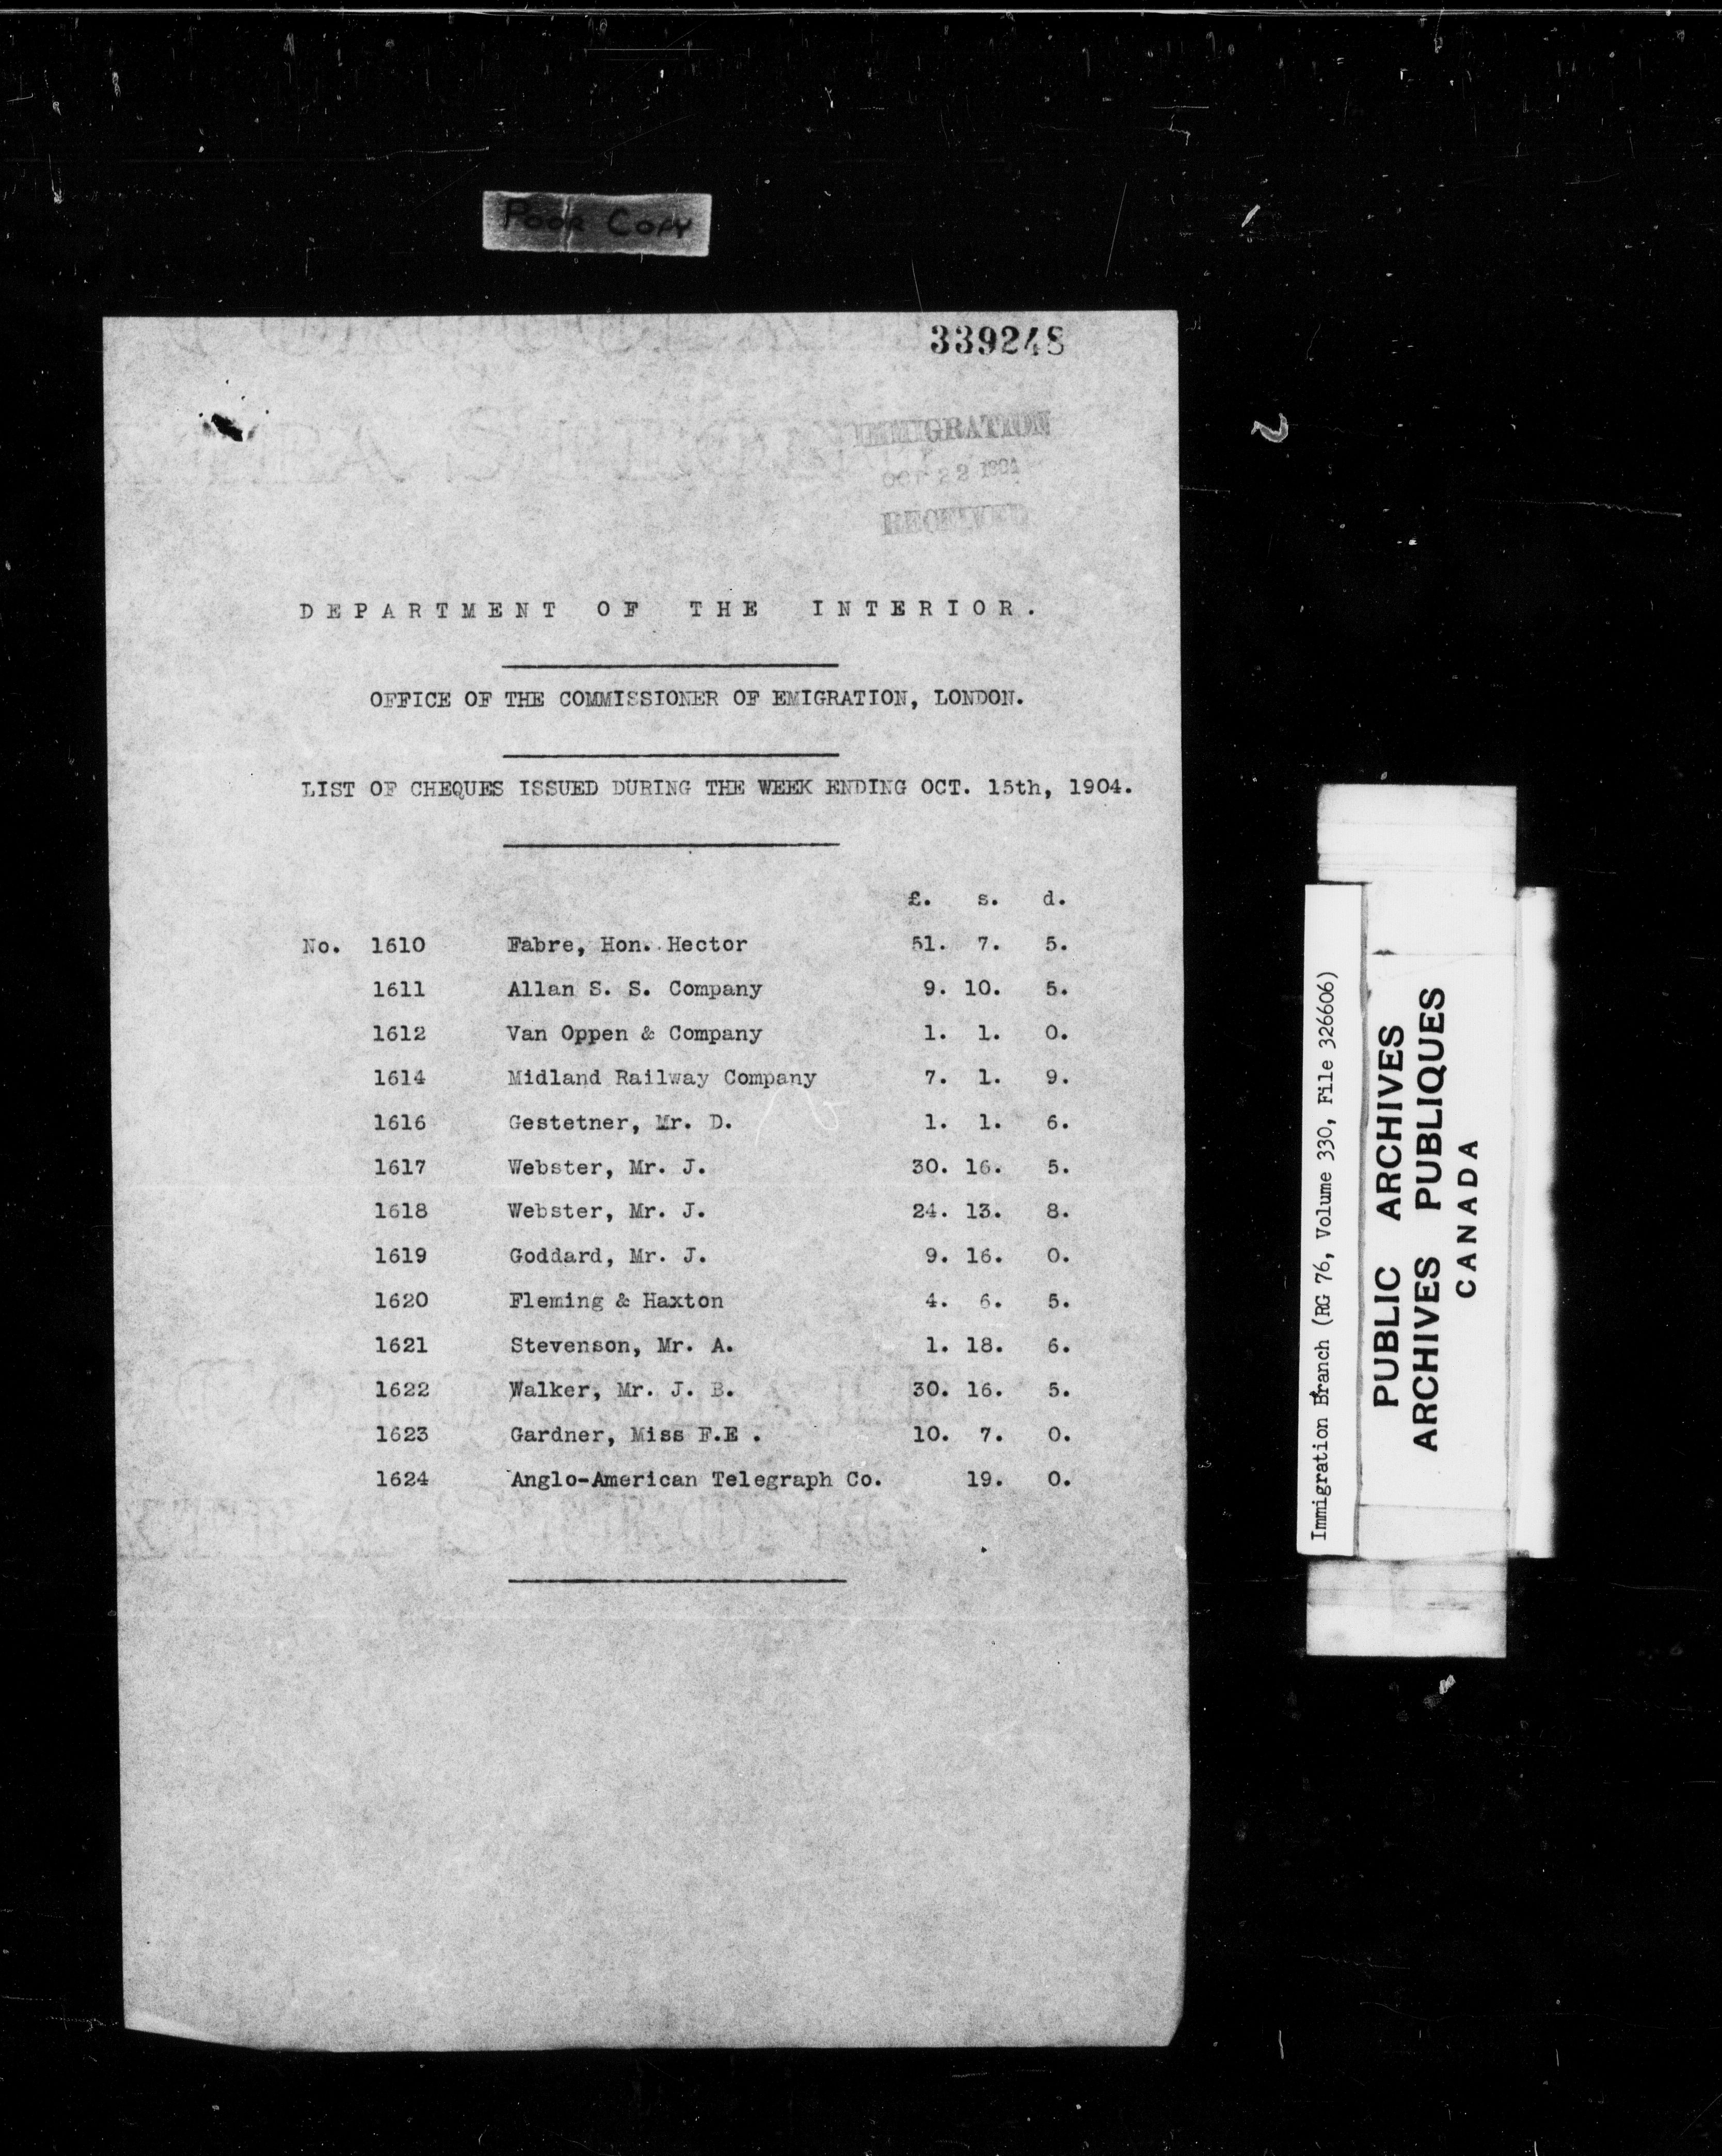 POOR COPY
339248
IMMIGRATION
OCT 22 1904
RECEIVED
DEPARTMENT OF THE INTERIOR.
OFFICE OF THE COMMISSIONER OF EMIGRATION, LONDON.
LIST OF CHEQUES ISSUED DURING THE WEEK ENDING OCT. 15th, 1904.
£. s. d.
No. 1610 Fabre, Hon. Hector 51. 7. 5.
1611 Allan S. S. Company 9. 10. 5.
1612 Van Oppen & Company 1. 1. 0.
1614 Midland Railway Company 7. 1. 9.
1616 Gestetner, Mr. D. 1. 1. 6.
1617 Webster, Mr. J. 30. 16. 5.
1618 Webster, Mr. J. 24. 13. 8.
1619 Goddard, Mr. J. 9. 16. 0.
1620 Fleming & Haxton 4. 6. 5.
1621 Stevenson, Mr. A. 1. 18. 6.
1622 Walker, Mr. J. B. 30. 16. 5.
1623 Gardner, Miss F.E . 10. 7. 0.
1624 Anglo-American Telegraph Co. 19. 0.
Immigration Branch (RG 76, Volume 330, File 326606)
PUBLIC ARCHIVES
ARCHIVES PUBLIQUES
CANADA